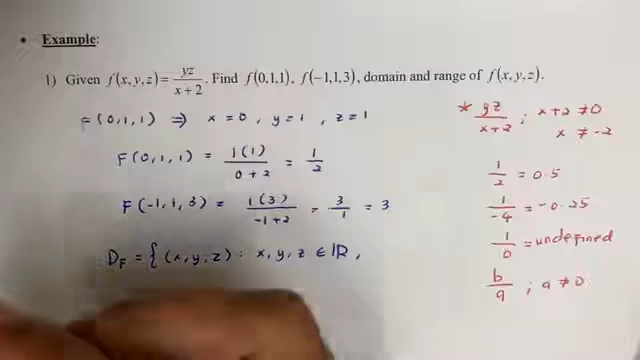 • Example:
1) Given f(x,y,z)= yz/x+2. Find f(0,1,1), f(−1,1,3), domain and range of f(x,y,z).
F(0,1,1) ⇒ x=0, y=1, z=1
F(0,1,1) = 1(1)/0+2 = 1/2
F(-1,1,3) = 1(3)/-1+2 = 3/1 = 3
D_F = { (x,y,z) : x,y,z ∈ ℝ,
* yz/x+2 ; x+2 ≠ 0
x ≠ -2
1/2 = 0.5
1/-4 = -0.25
1/0 = undefined
b/a ; a ≠ 0